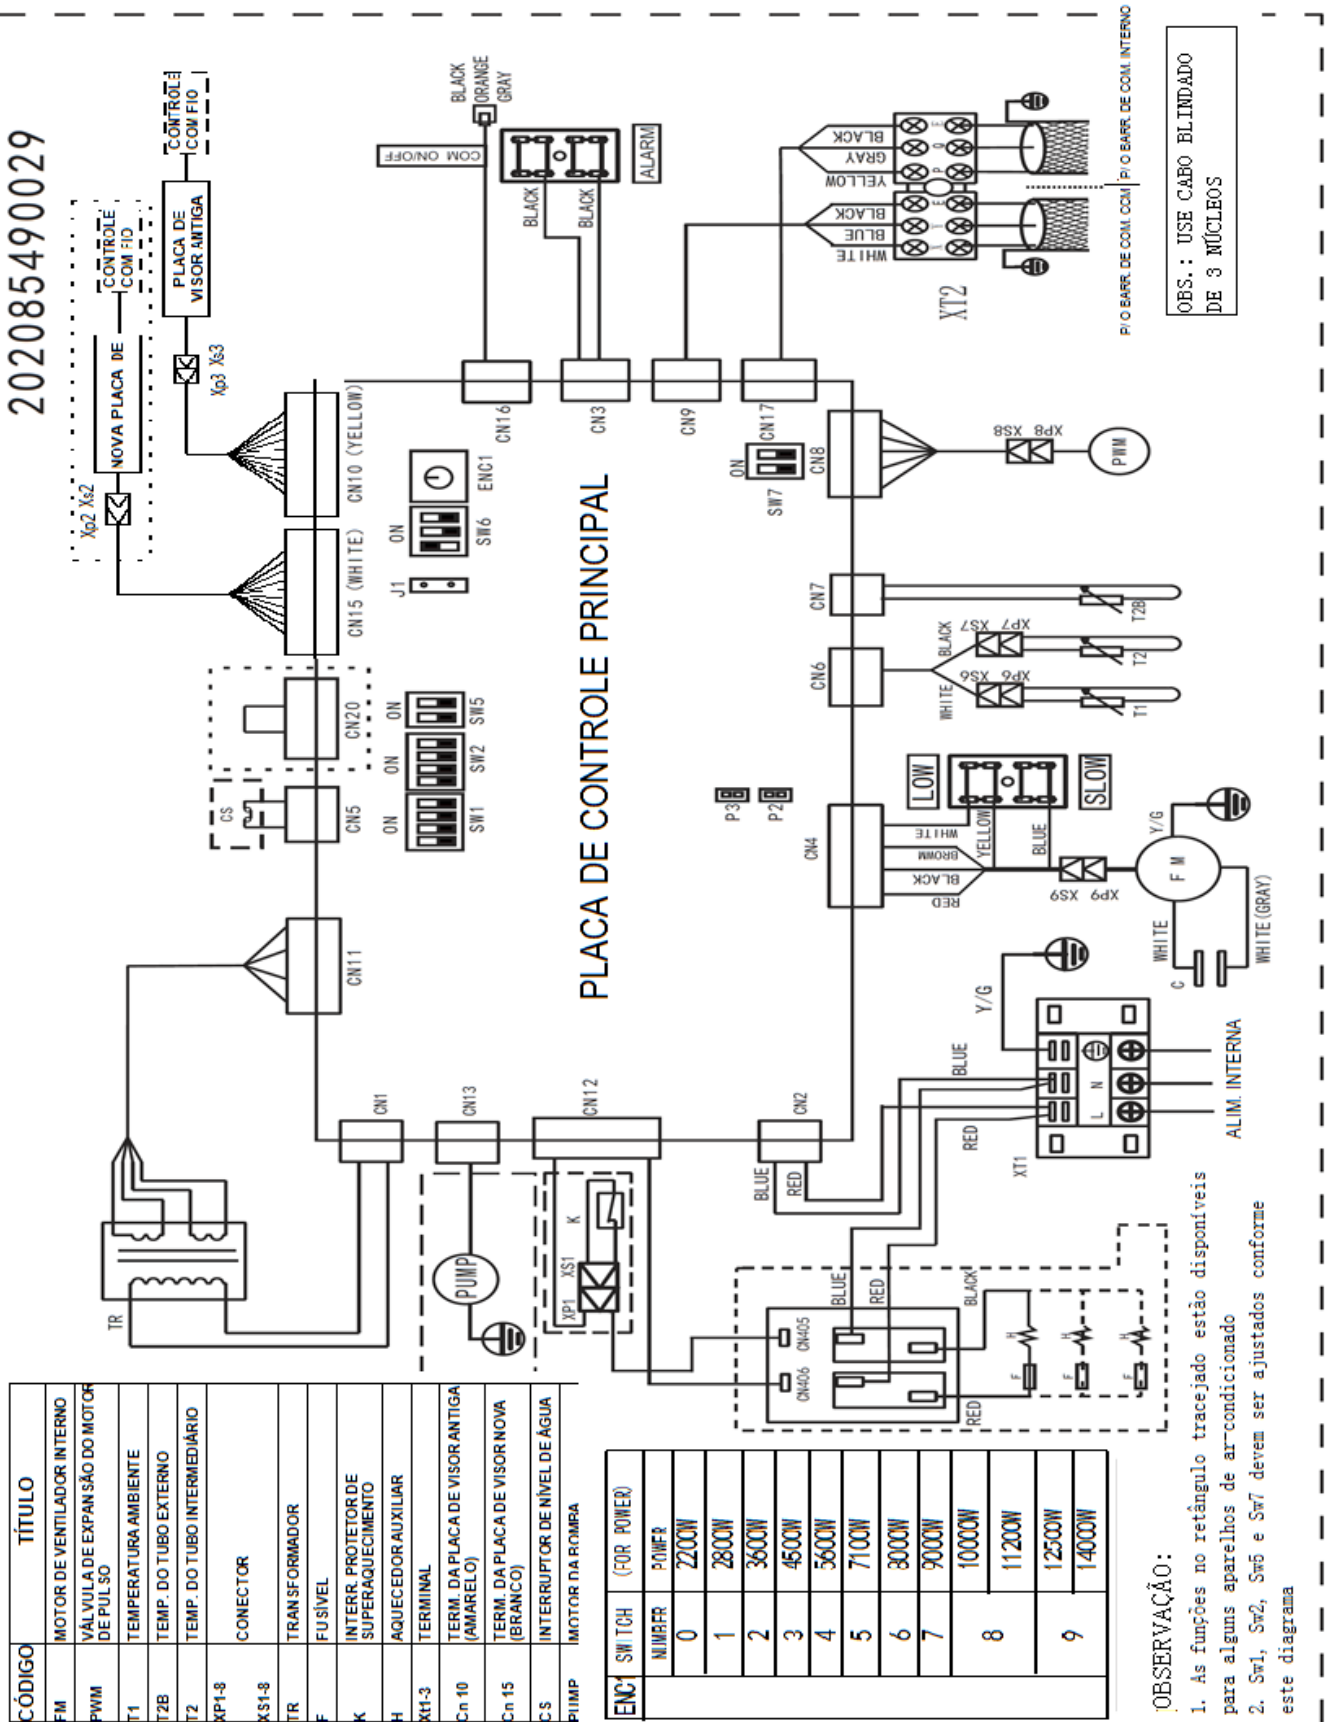 202085490029
CONTROLE
COM FIO
PLACA DE
VISOR ANTIGA
Xp3 Xs3
CONTROLE
COM FIO
NOVA PLACA DE
Xp2 Xs2
CN10 (YELLOW)
CN15 (WHITE)
CN20
CS
CN5
CN11
TR
CN1
CN13
PUMP
CN12
XP1 XS1
K
CN2
BLUE
RED
ON
SW1
ON
SW2
ON
SW5
J1
ON
SW6
ENC1
PLACA DE CONTROLE PRINCIPAL
CN16
COM ON/OFF
BLACK
ORANGE
GRAY
CN3
BLACK
BLACK
ALARM
CN9
CN17
BLACK
GRAY
YELLOW
BLACK
BLUE
WHITE
XT2
P/O BARR. DE COM. COM
P/O BARR. DE COM. INTERNO
OBS.: USE CABO BLINDADO
DE 3 NÚCLEOS
ON
SW7
CN8
XP8 XS8
PWM
CN7
T2B
CN6
WHITE
BLACK
XS6 XP6
XS7 XP7
T1
T2
P3
P2
CN4
RED
BLACK
BROWM
WHITE
YELLOW
BLUE
LOW
SLOW
XS9 XP9
F M
Y/G
WHITE
C
WHITE(GRAY)
Y/G
BLUE
RED
XT1
L N
ALIM. INTERNA
CN406 CN405
BLUE
RED
BLACK
RED
F H
F H
F H
CÓDIGO TÍTULO
FM MOTOR DE VENTILADOR INTERNO
PWM VÁLVULA DE EXPANSÃO DO MOTOR
DE PULSO
T1 TEMPERATURA AMBIENTE
T2B TEMP. DO TUBO EXTERNO
T2 TEMP. DO TUBO INTERMEDIÁRIO
XP1-8
CONECTOR
XS1-8
TR TRANSFORMADOR
F FUSÍVEL
K INTERR. PROTETOR DE
SUPERAQUECIMENTO
H AQUECEDOR AUXILIAR
Xt1-3 TERMINAL
Cn 10 TERM. DA PLACA DE VISOR ANTIGA
(AMARELO)
Cn 15 TERM. DA PLACA DE VISOR NOVA
(BRANCO)
CS INTERRUPTOR DE NÍVEL DE ÁGUA
PUMP MOTOR DA BOMBA
ENC1 SWITCH (FOR POWER)
NUMBER POWER
0 2200W
1 2800W
2 3600W
3 4500W
4 5600W
5 7100W
6 8000W
7 9000W
8 10000W
11200W
9 12500W
14000W
OBSERVAÇÃO:
1. As funções no retângulo tracejado estão disponíveis
para alguns aparelhos de ar-condicionado
2. Sw1, Sw2, Sw5 e Sw7 devem ser ajustados conforme
este diagrama